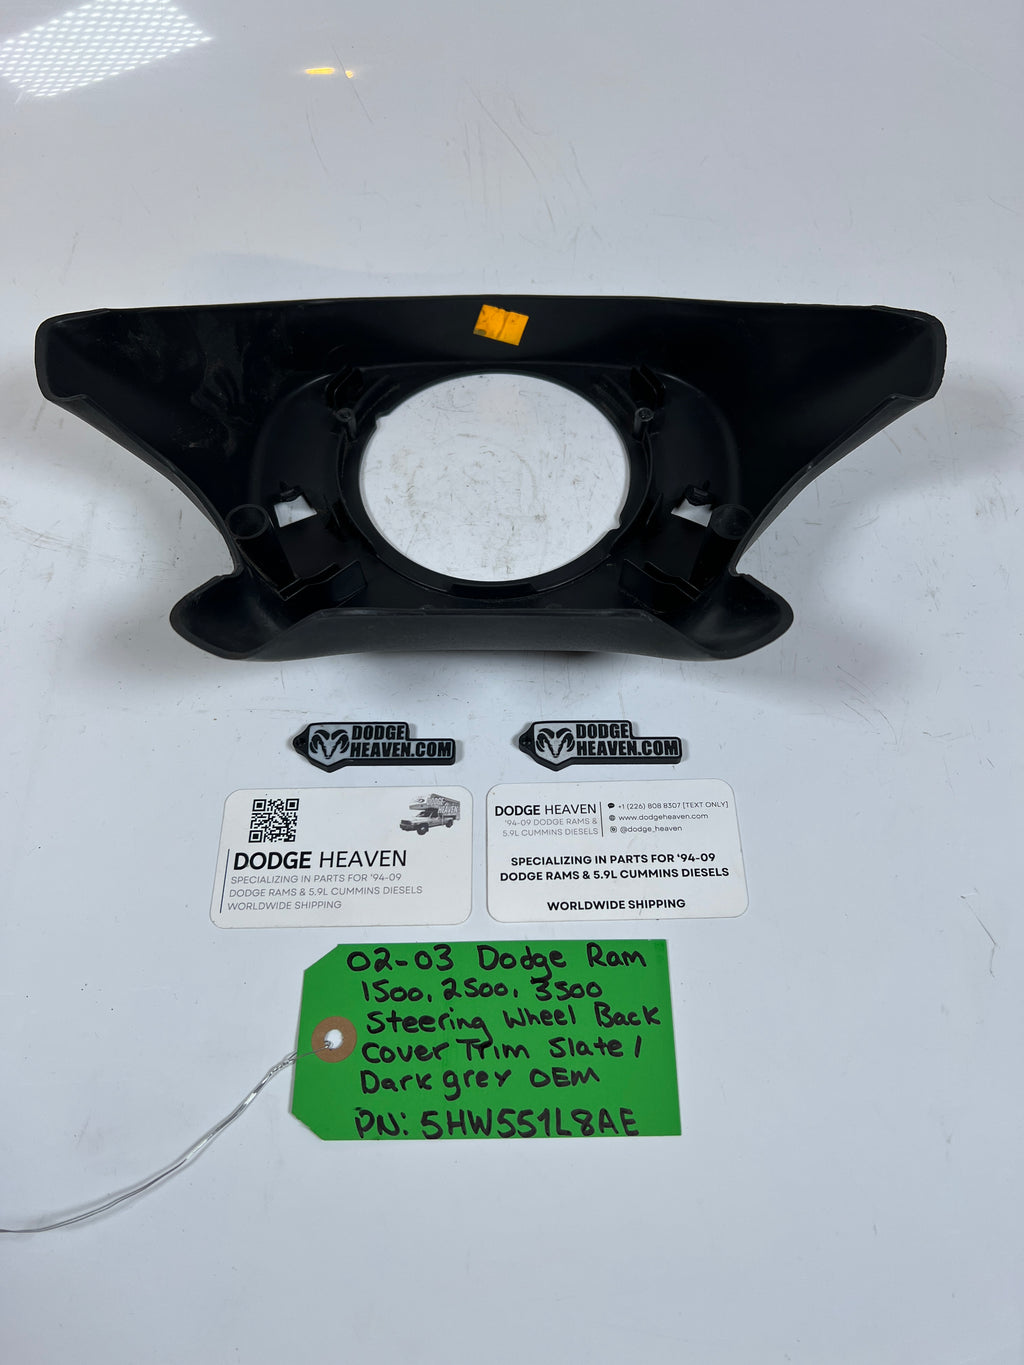 DODGE
HEAVEN.COM
DODGE
HEAVEN.COM
DODGE
HEAVEN
DODGE HEAVEN
SPECIALIZING IN PARTS FOR '94-09
DODGE RAMS & 5.9L CUMMINS DIESELS
WORLDWIDE SHIPPING
DODGE HEAVEN
'94-09 DODGE RAMS &
5.9L CUMMINS DIESELS
+1 (226) 808 8307 [TEXT ONLY]
www.dodgeheaven.com
@dodge_heaven
SPECIALIZING IN PARTS FOR '94-09
DODGE RAMS & 5.9L CUMMINS DIESELS
WORLDWIDE SHIPPING
02-03 Dodge Ram
1500, 2500, 3500
Steering Wheel Back
Cover Trim Slate /
Dark grey OEM
PN: 5HW551L8AE